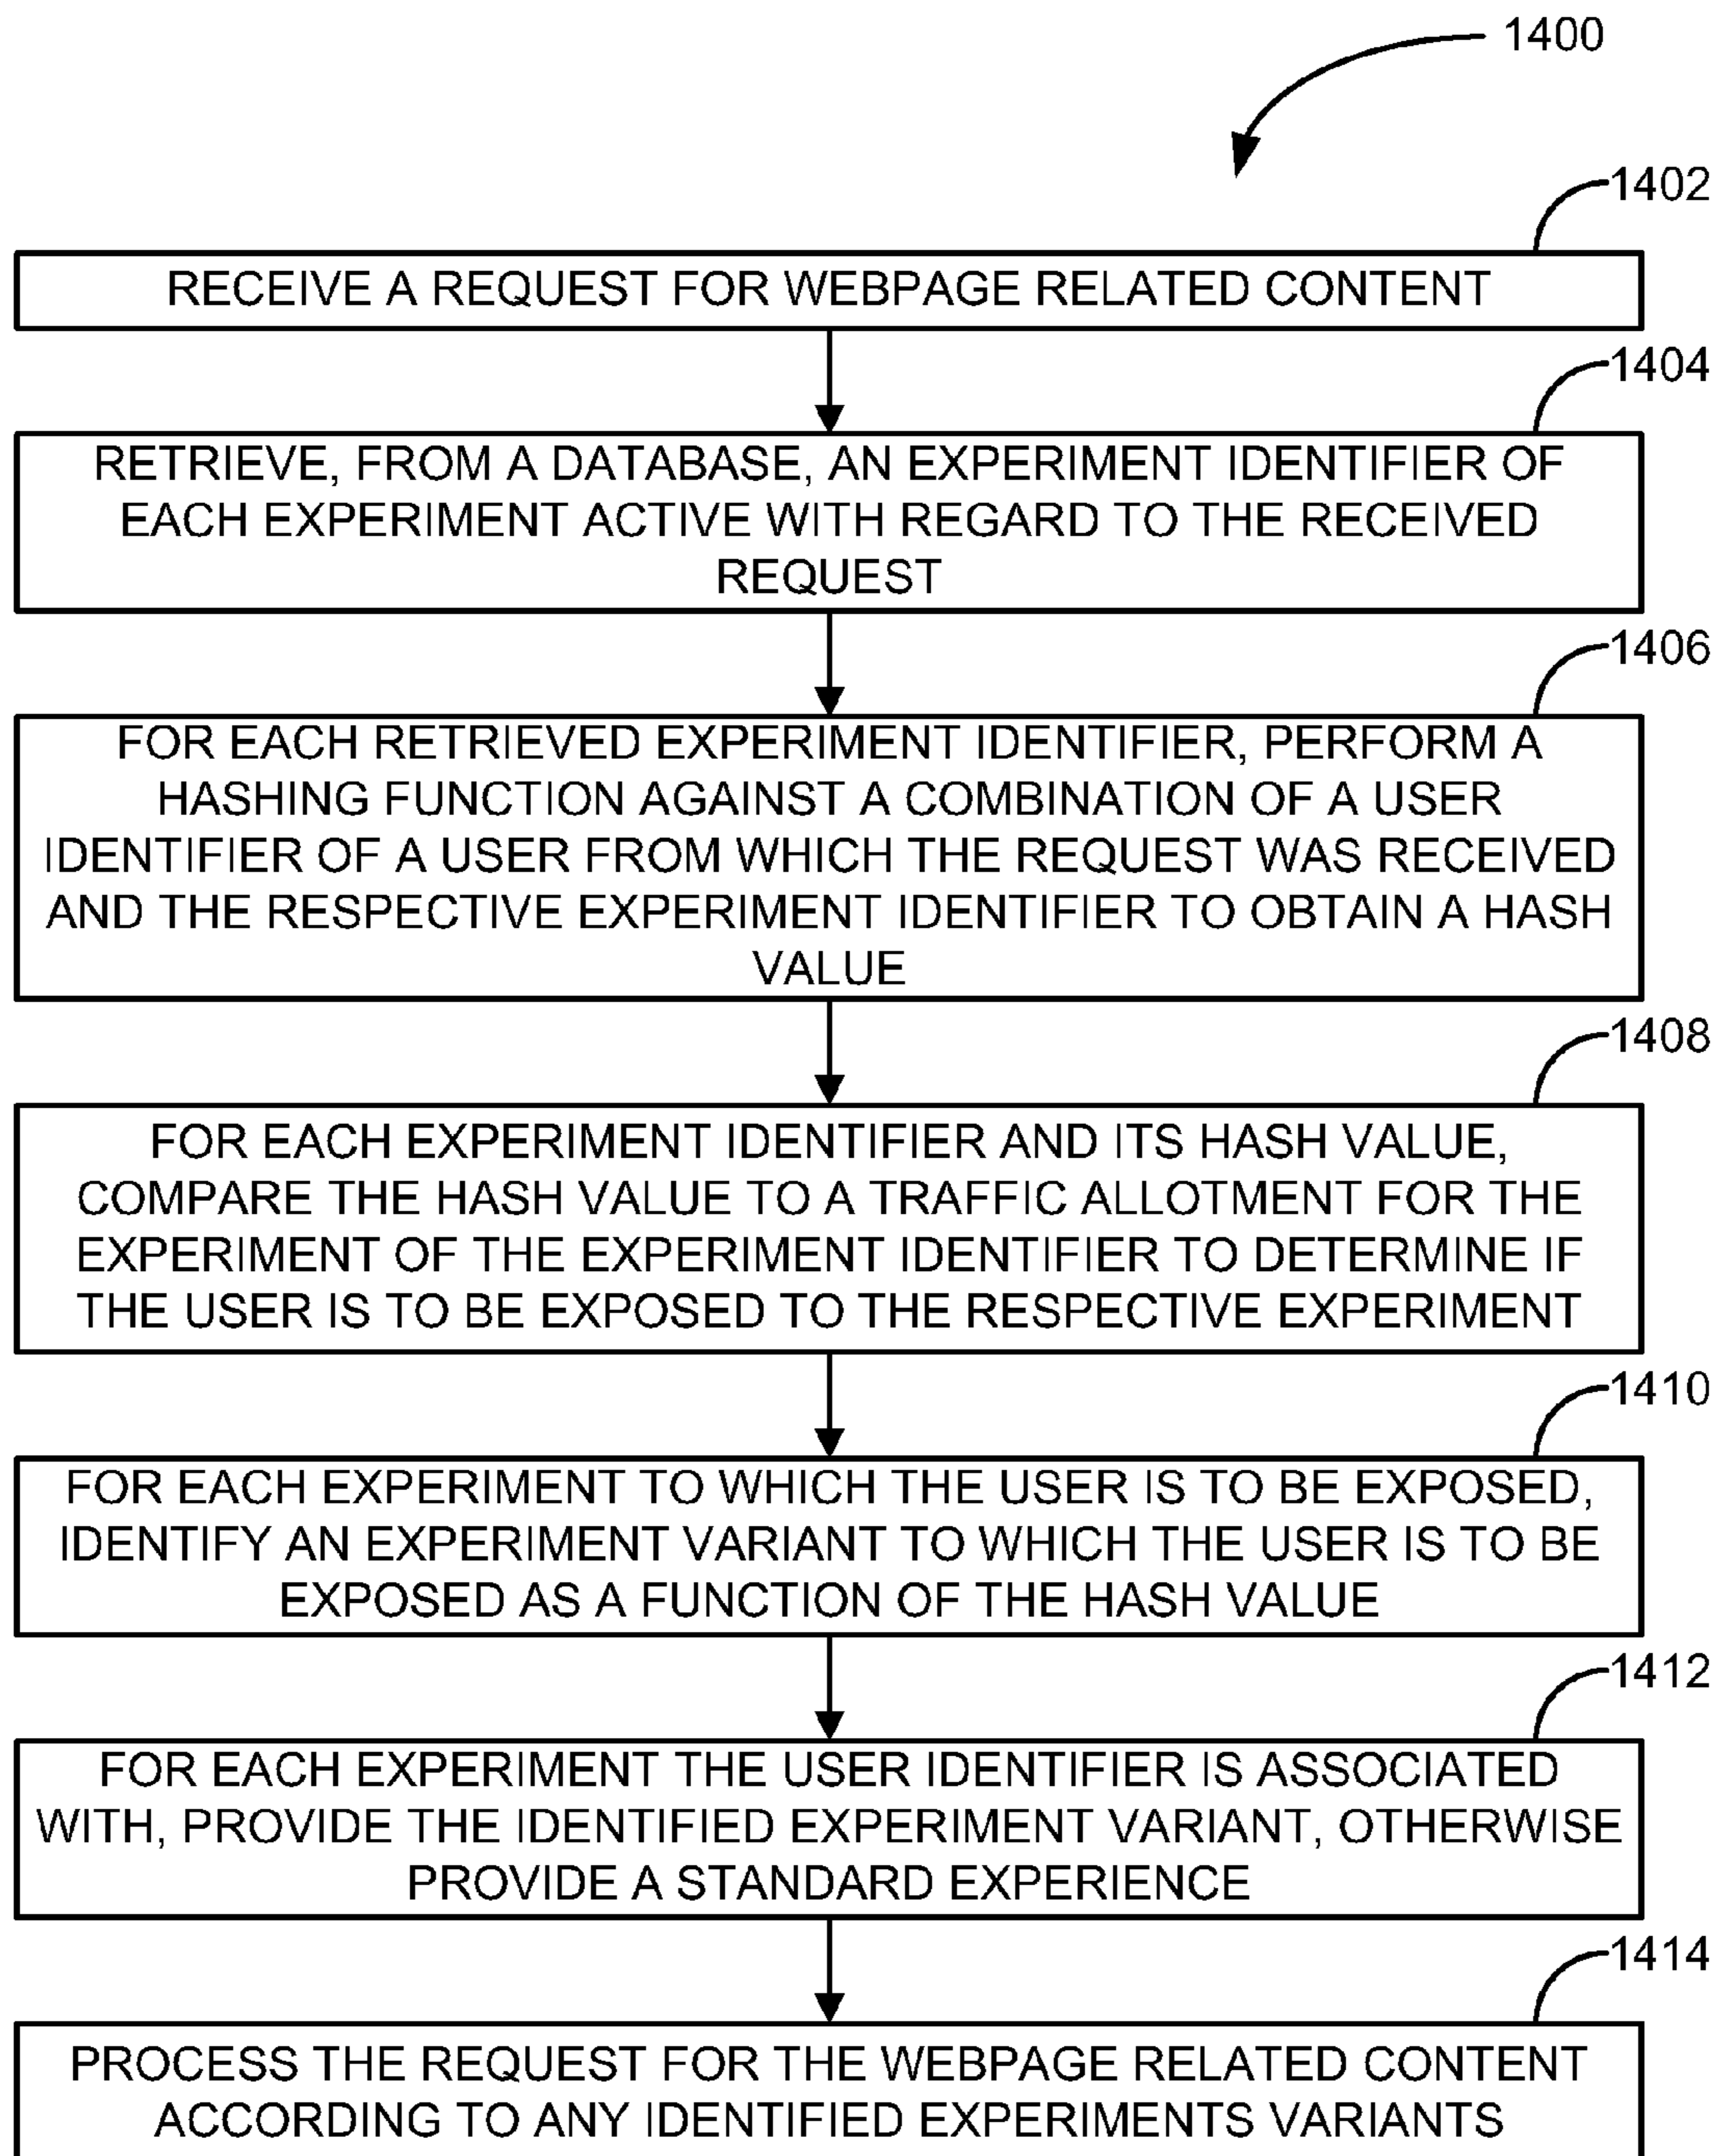 1400
1402
RECEIVE A REQUEST FOR WEBPAGE RELATED CONTENT
1404
RETRIEVE, FROM A DATABASE, AN EXPERIMENT IDENTIFIER OF
EACH EXPERIMENT ACTIVE WITH REGARD TO THE RECEIVED
REQUEST
1406
FOR EACH RETRIEVED EXPERIMENT IDENTIFIER, PERFORM A
HASHING FUNCTION AGAINST A COMBINATION OF A USER
IDENTIFIER OF A USER FROM WHICH THE REQUEST WAS RECEIVED
AND THE RESPECTIVE EXPERIMENT IDENTIFIER TO OBTAIN A HASH
VALUE
1408
FOR EACH EXPERIMENT IDENTIFIER AND ITS HASH VALUE,
COMPARE THE HASH VALUE TO A TRAFFIC ALLOTMENT FOR THE
EXPERIMENT OF THE EXPERIMENT IDENTIFIER TO DETERMINE IF
THE USER IS TO BE EXPOSED TO THE RESPECTIVE EXPERIMENT
1410
FOR EACH EXPERIMENT TO WHICH THE USER IS TO BE EXPOSED,
IDENTIFY AN EXPERIMENT VARIANT TO WHICH THE USER IS TO BE
EXPOSED AS A FUNCTION OF THE HASH VALUE
1412
FOR EACH EXPERIMENT THE USER IDENTIFIER IS ASSOCIATED
WITH, PROVIDE THE IDENTIFIED EXPERIMENT VARIANT, OTHERWISE
PROVIDE A STANDARD EXPERIENCE
1414
PROCESS THE REQUEST FOR THE WEBPAGE RELATED CONTENT
ACCORDING TO ANY IDENTIFIED EXPERIMENTS VARIANTS